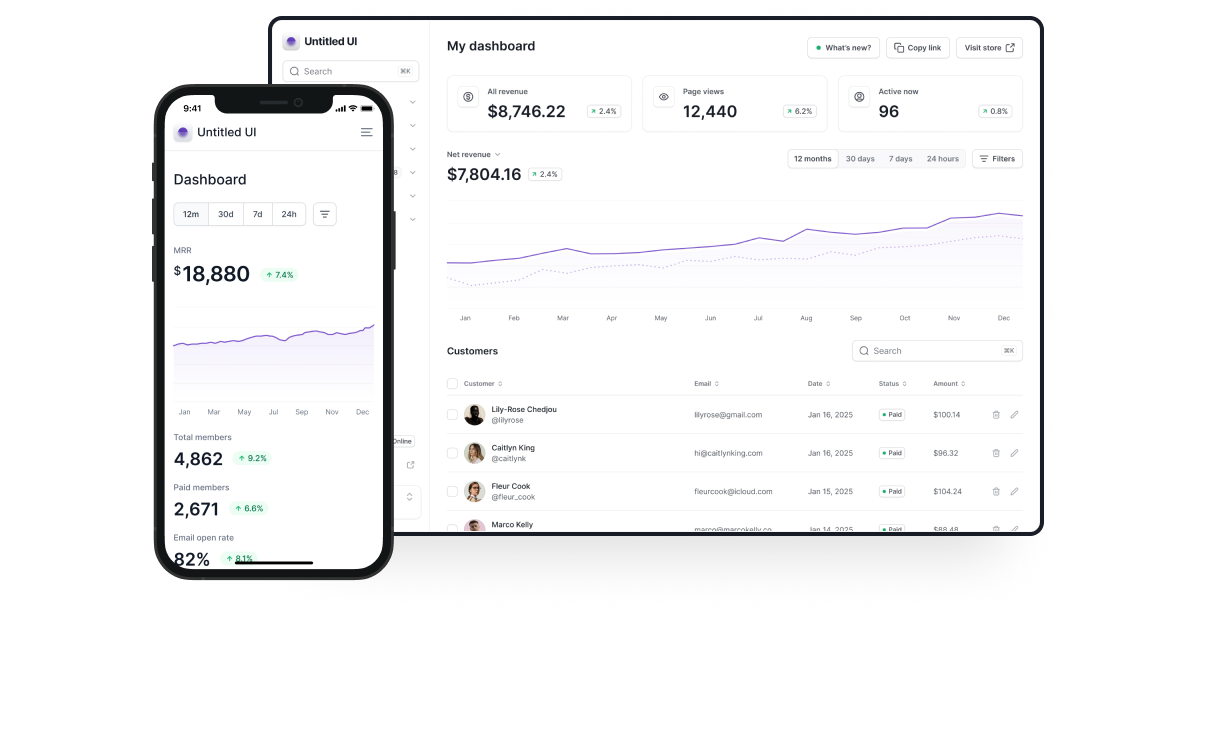 Untitled UI
Search
⌘K
8
Online
My dashboard
What's new?
Copy link
Visit store
All revenue
$8,746.22
2.4%
Page views
12,440
6.2%
Active now
96
0.8%
Net revenue
$7,804.16
2.4%
12 months
30 days
7 days
24 hours
Filters
Jan Feb Mar Apr May Jun Jul Aug Sep Oct Nov Dec
Customers
Search
⌘K
Customer Email Date Status Amount
Lily-Rose Chedjou
@lilyrose
lilyrose@gmail.com
Jan 16, 2025
Paid
$100.14
Caitlyn King
@caitlynk
hi@caitlynking.com
Jan 16, 2025
Paid
$96.32
Fleur Cook
@fleur_cook
fleurcook@icloud.com
Jan 15, 2025
Paid
$104.24
Marco Kelly
marco@marcokelly.co
Jan 14, 2025
Paid
$88.48
9:41
Untitled UI
Dashboard
12m 30d 7d 24h
MRR
$18,880
7.4%
Jan Mar May Jul Sep Nov Dec
Total members
4,862
9.2%
Paid members
2,671
6.6%
Email open rate
82%
8.1%